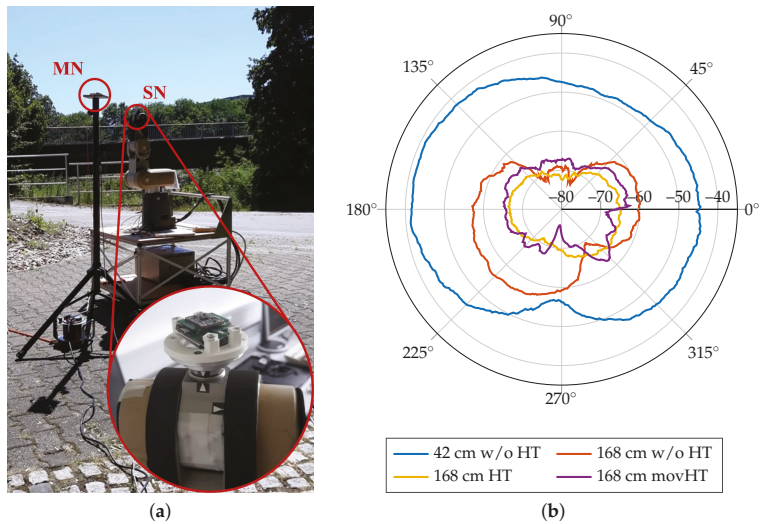 MN
SN
(a)
90°
135°
45°
180°
−80
−70
−60
−50
−40
0°
225°
315°
270°
42 cm w/o HT
168 cm w/o HT
168 cm HT
168 cm movHT
(b)